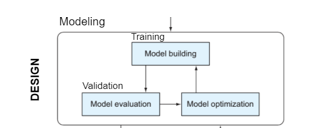 Modeling
Training
Model building
DESIGN
Validation
Model evaluation
Model optimization